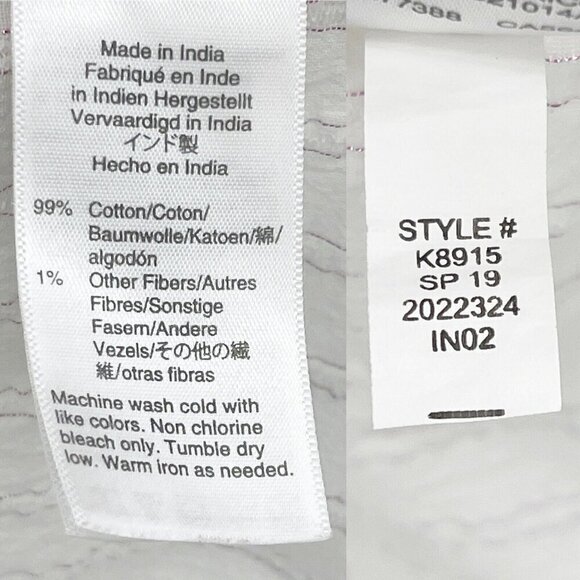 Made in India
Fabriqué en Inde
in Indien Hergestellt
Vervaardigd in India
インド製
Hecho en India
99% Cotton/Coton/
Baumwolle/Katoen/綿/
algodón
1% Other Fibers/Autres
Fibres/Sonstige
Fasern/Andere
Vezels/その他の繊
維/otras fibras
Machine wash cold with
like colors. Non chlorine
bleach only. Tumble dry
low. Warm iron as needed.
STYLE #
K8915
SP 19
2022324
IN02